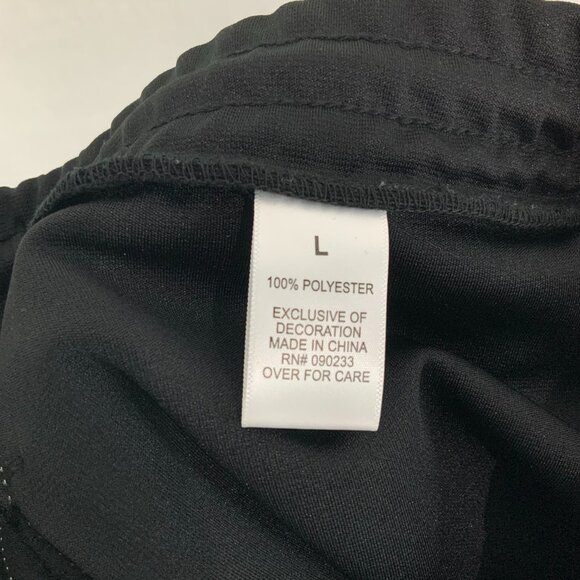 L
100% POLYESTER
EXCLUSIVE OF
DECORATION
MADE IN CHINA
RN# 090233
OVER FOR CARE